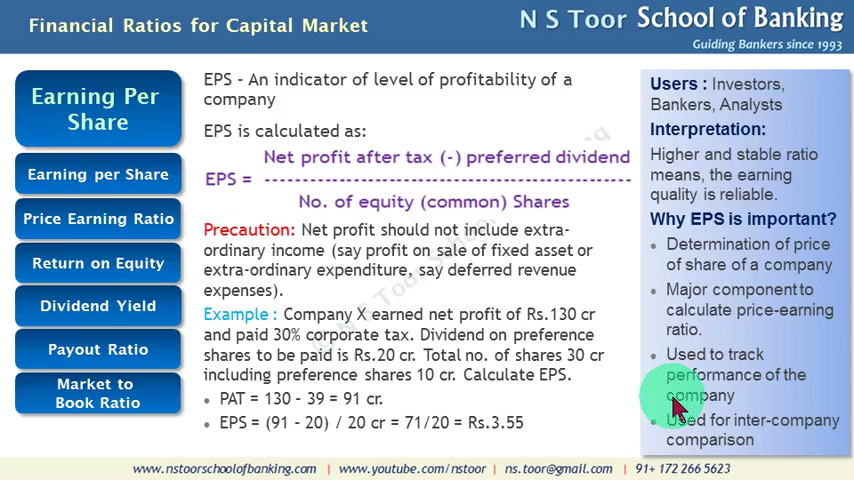 Financial Ratios for Capital Market
N S Toor School of Banking
Guiding Bankers since 1993
Earning Per
Share
Earning per Share
Price Earning Ratio
Return on Equity
Dividend Yield
Payout Ratio
Market to
Book Ratio
EPS - An indicator of level of profitability of a
company
EPS is calculated as:
Net profit after tax (-) preferred dividend
EPS = ----------------------------------------------
No. of equity (common) Shares
Precaution: Net profit should not include extra-
ordinary income (say profit on sale of fixed asset or
extra-ordinary expenditure, say deferred revenue
expenses).
Example : Company X earned net profit of Rs.130 cr
and paid 30% corporate tax. Dividend on preference
shares to be paid is Rs.20 cr. Total no. of shares 30 cr
including preference shares 10 cr. Calculate EPS.
• PAT = 130 – 39 = 91 cr.
• EPS = (91 – 20) / 20 cr = 71/20 = Rs.3.55
Users : Investors,
Bankers, Analysts
Interpretation:
Higher and stable ratio
means, the earning
quality is reliable.
Why EPS is important?
• Determination of price
of share of a company
• Major component to
calculate price-earning
ratio.
• Used to track
performance of the
company
• Used for inter-company
comparison
www.nstoorschoolofbanking.com | www.youtube.com/nstoor | ns.toor@gmail.com | 91+ 172 266 5623